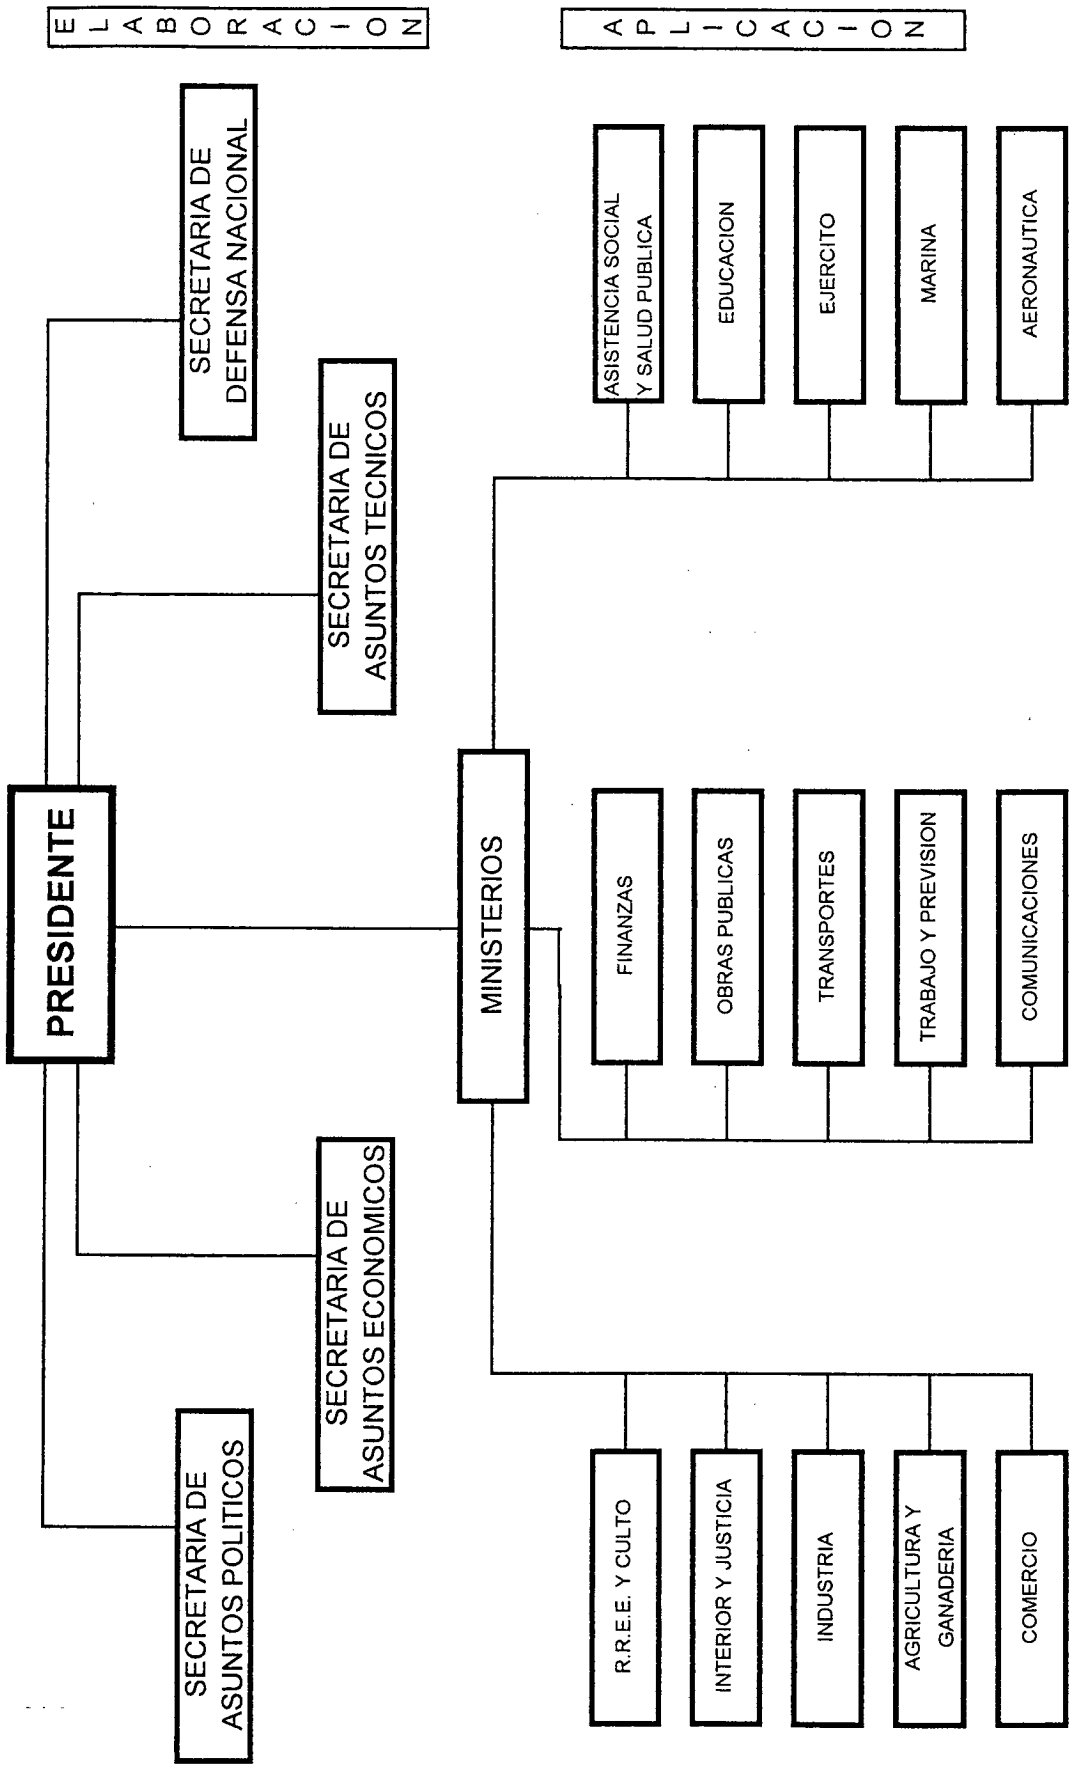 PRESIDENTE
SECRETARIA DE
ASUNTOS POLITICOS
SECRETARIA DE
ASUNTOS ECONOMICOS
SECRETARIA DE
ASUNTOS TECNICOS
SECRETARIA DE
DEFENSA NACIONAL
ELABORACION
MINISTERIOS
R.R.E.E. Y CULTO
INTERIOR Y JUSTICIA
INDUSTRIA
AGRICULTURA Y
GANADERIA
COMERCIO
FINANZAS
OBRAS PUBLICAS
TRANSPORTES
TRABAJO Y PREVISION
COMUNICACIONES
ASISTENCIA SOCIAL
Y SALUD PUBLICA
EDUCACION
EJERCITO
MARINA
AERONAUTICA
APLICACION